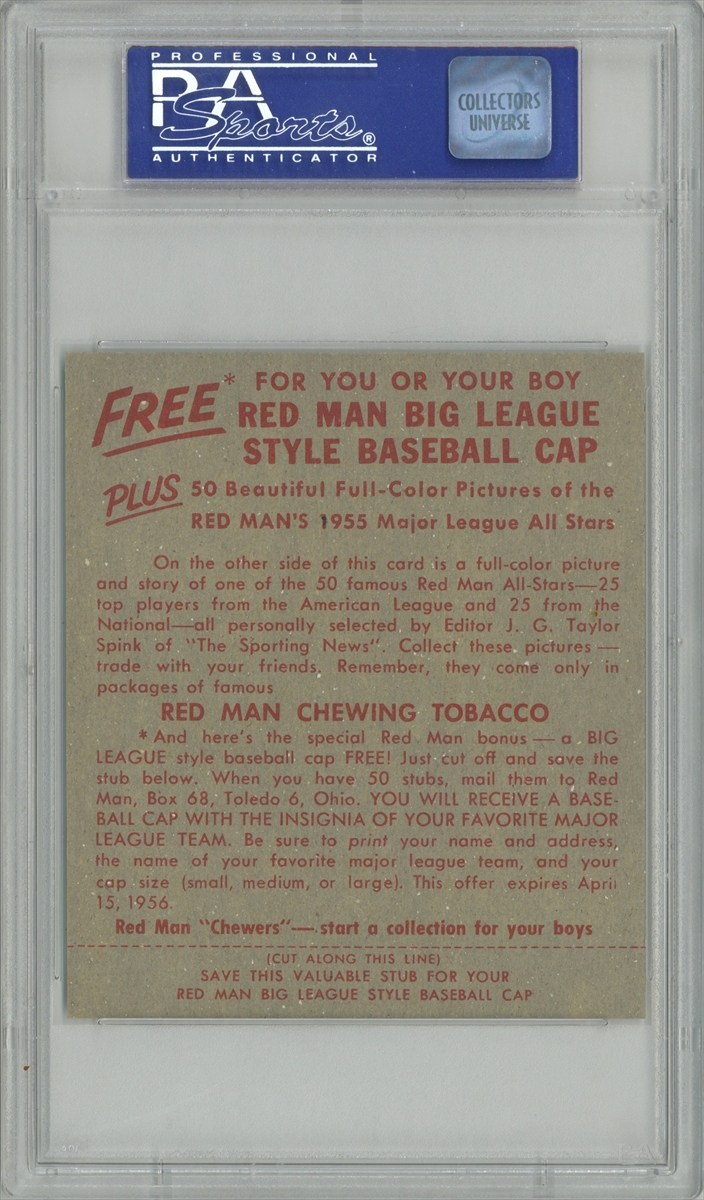 PROFESSIONAL
PSA
Sports®
AUTHENTICATOR
COLLECTORS
UNIVERSE
FREE* FOR YOU OR YOUR BOY
RED MAN BIG LEAGUE
STYLE BASEBALL CAP
PLUS 50 Beautiful Full-Color Pictures of the
RED MAN'S 1955 Major League All Stars
On the other side of this card is a full-color picture
and story of one of the 50 famous Red Man All-Stars—25
top players from the American League and 25 from the
National—all personally selected by Editor J. G. Taylor
Spink of "The Sporting News". Collect these pictures —
trade with your friends. Remember, they come only in
packages of famous
RED MAN CHEWING TOBACCO
*And here's the special Red Man bonus — a BIG
LEAGUE style baseball cap FREE! Just cut off and save the
stub below. When you have 50 stubs, mail them to Red
Man, Box 68, Toledo 6, Ohio. YOU WILL RECEIVE A BASE-
BALL CAP WITH THE INSIGNIA OF YOUR FAVORITE MAJOR
LEAGUE TEAM. Be sure to print your name and address,
the name of your favorite major league team, and your
cap size (small, medium, or large). This offer expires April
15, 1956.
Red Man "Chewers"—start a collection for your boys
(CUT ALONG THIS LINE)
SAVE THIS VALUABLE STUB FOR YOUR
RED MAN BIG LEAGUE STYLE BASEBALL CAP